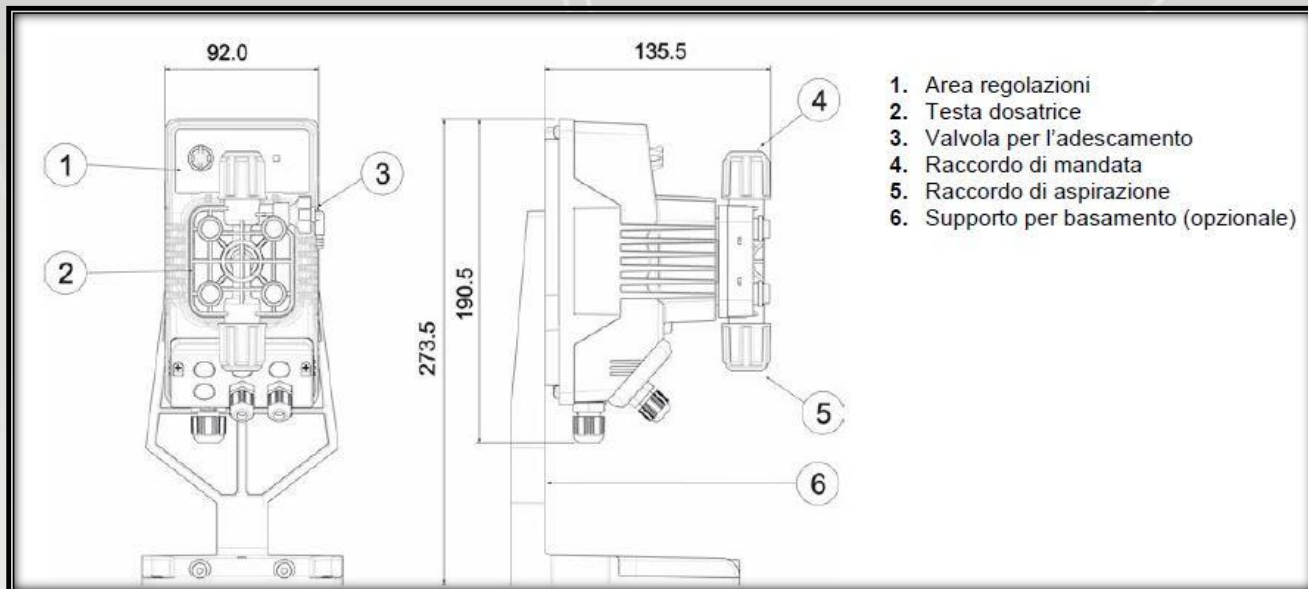 92.0
135.5
1
2
3
4
5
6
190.5
273.5
1. Area regolazioni
2. Testa dosatrice
3. Valvola per l'adescamento
4. Raccordo di mandata
5. Raccordo di aspirazione
6. Supporto per basamento (opzionale)